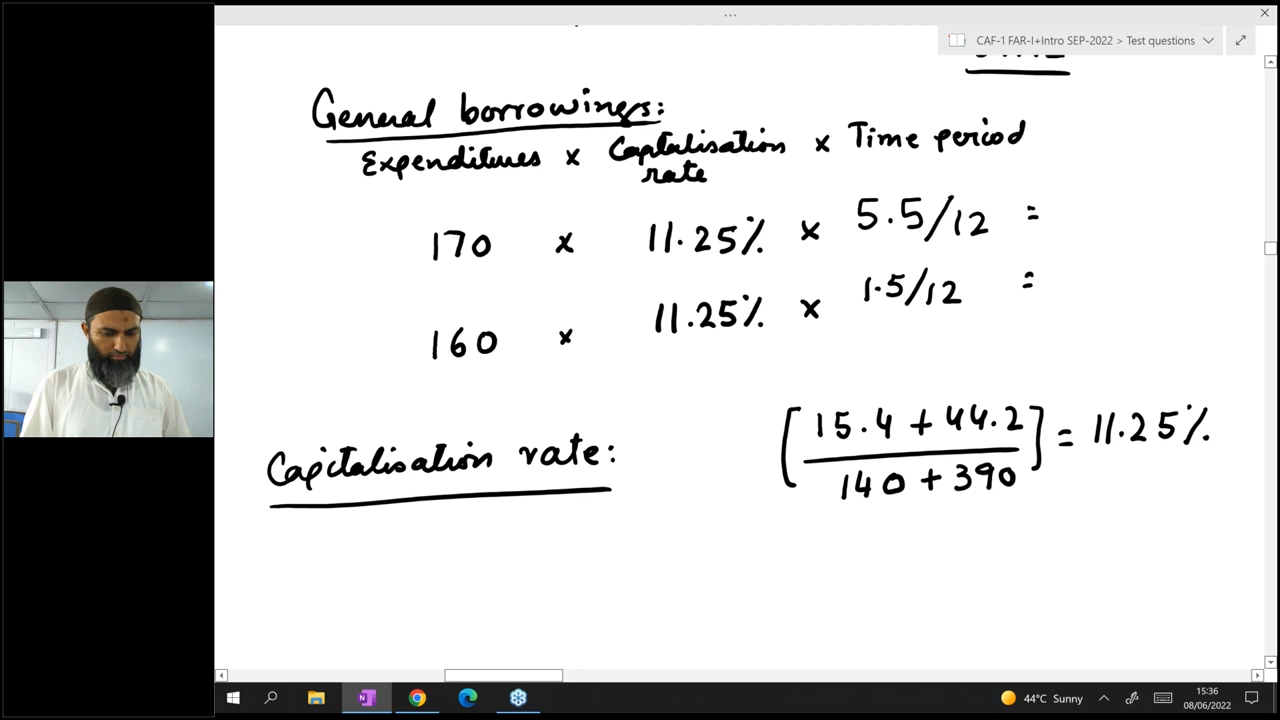 CAF-1 FAR-I+Intro SEP-2022 > Test questions
General borrowings:
Expenditures x Captalisation rate x Time period
170 x 11.25% x 5.5/12 =
160 x 11.25% x 1.5/12 =
Capitalisation rate: [15.4 + 44.2 / 140 + 390] = 11.25%
44°C Sunny
15:36
08/06/2022